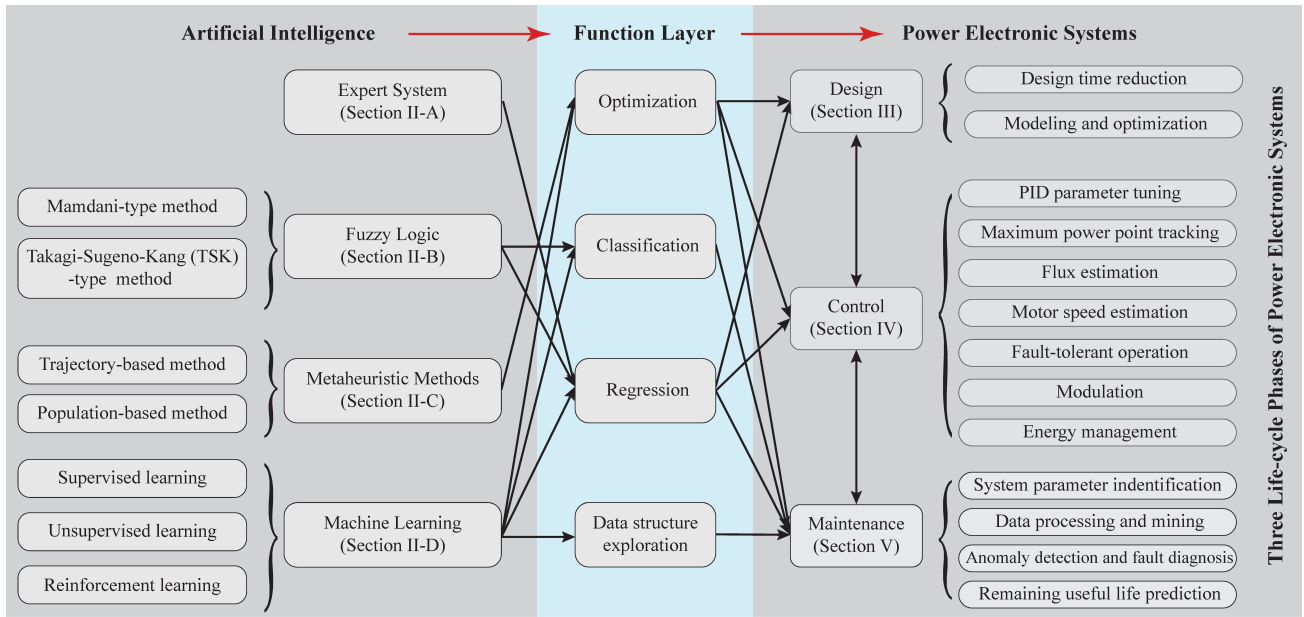 Artificial Intelligence
Function Layer
Power Electronic Systems
Expert System
(Section II-A)
Mamdani-type method
Takagi-Sugeno-Kang (TSK)
-type method
Fuzzy Logic
(Section II-B)
Trajectory-based method
Population-based method
Metaheuristic Methods
(Section II-C)
Supervised learning
Unsupervised learning
Reinforcement learning
Machine Learning
(Section II-D)
Optimization
Classification
Regression
Data structure
exploration
Design
(Section III)
Control
(Section IV)
Maintenance
(Section V)
Design time reduction
Modeling and optimization
PID parameter tuning
Maximum power point tracking
Flux estimation
Motor speed estimation
Fault-tolerant operation
Modulation
Energy management
System parameter indentification
Data processing and mining
Anomaly detection and fault diagnosis
Remaining useful life prediction
Three Life-cycle Phases of Power Electronic Systems